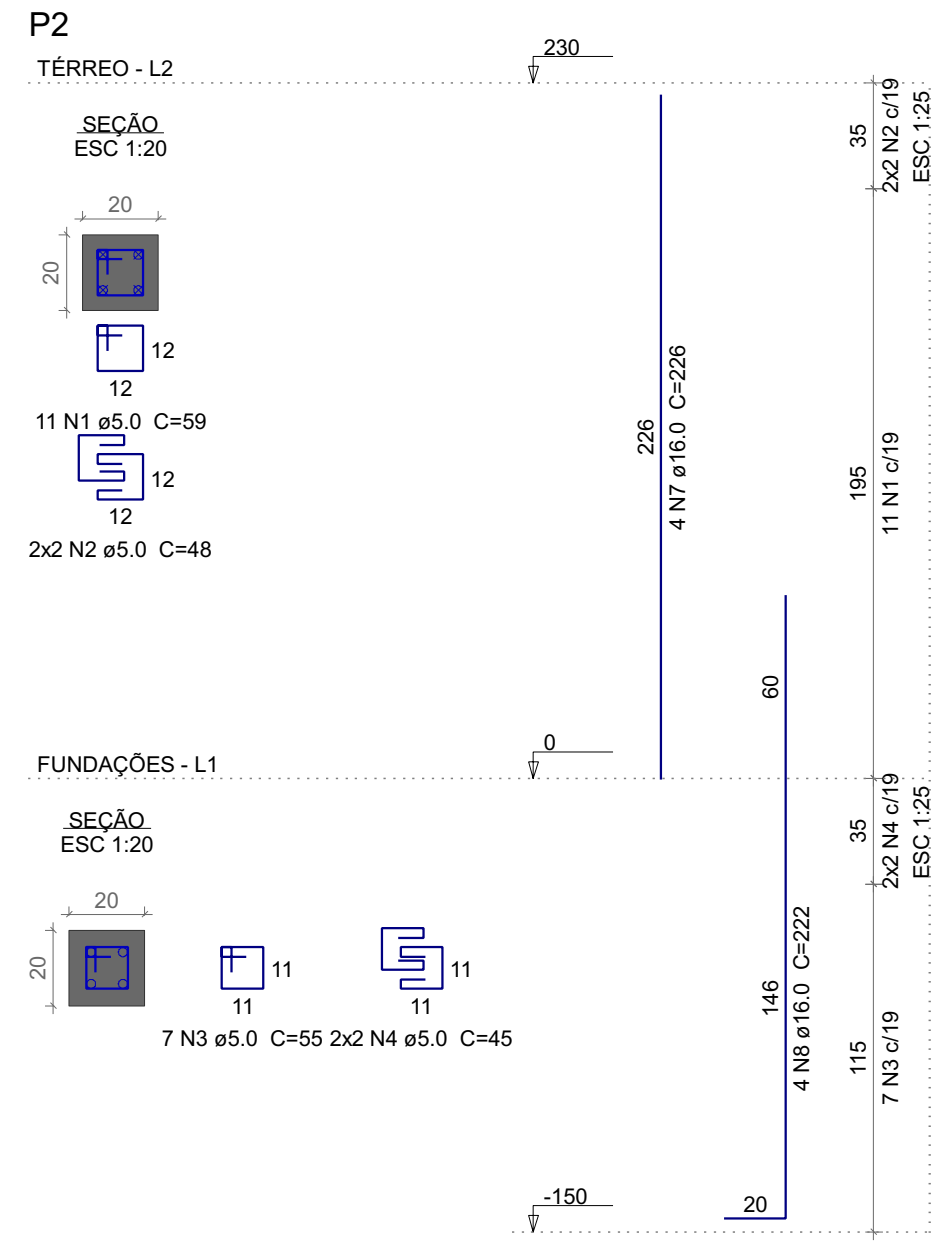 P2
TÉRREO - L2
230
SEÇÃO
ESC 1:20
20
20
12
12
11 N1 ø5.0 C=59
12
12
2x2 N2 ø5.0 C=48
226
4 N7 ø16.0 C=226
35
2x2 N2 c/19
ESC 1:25
195
11 N1 c/19
FUNDAÇÕES - L1
0
SEÇÃO
ESC 1:20
20
20
11
11
7 N3 ø5.0 C=55
11
11
2x2 N4 ø5.0 C=45
60
146
4 N8 ø16.0 C=222
20
35
2x2 N4 c/19
ESC 1:25
115
7 N3 c/19
-150